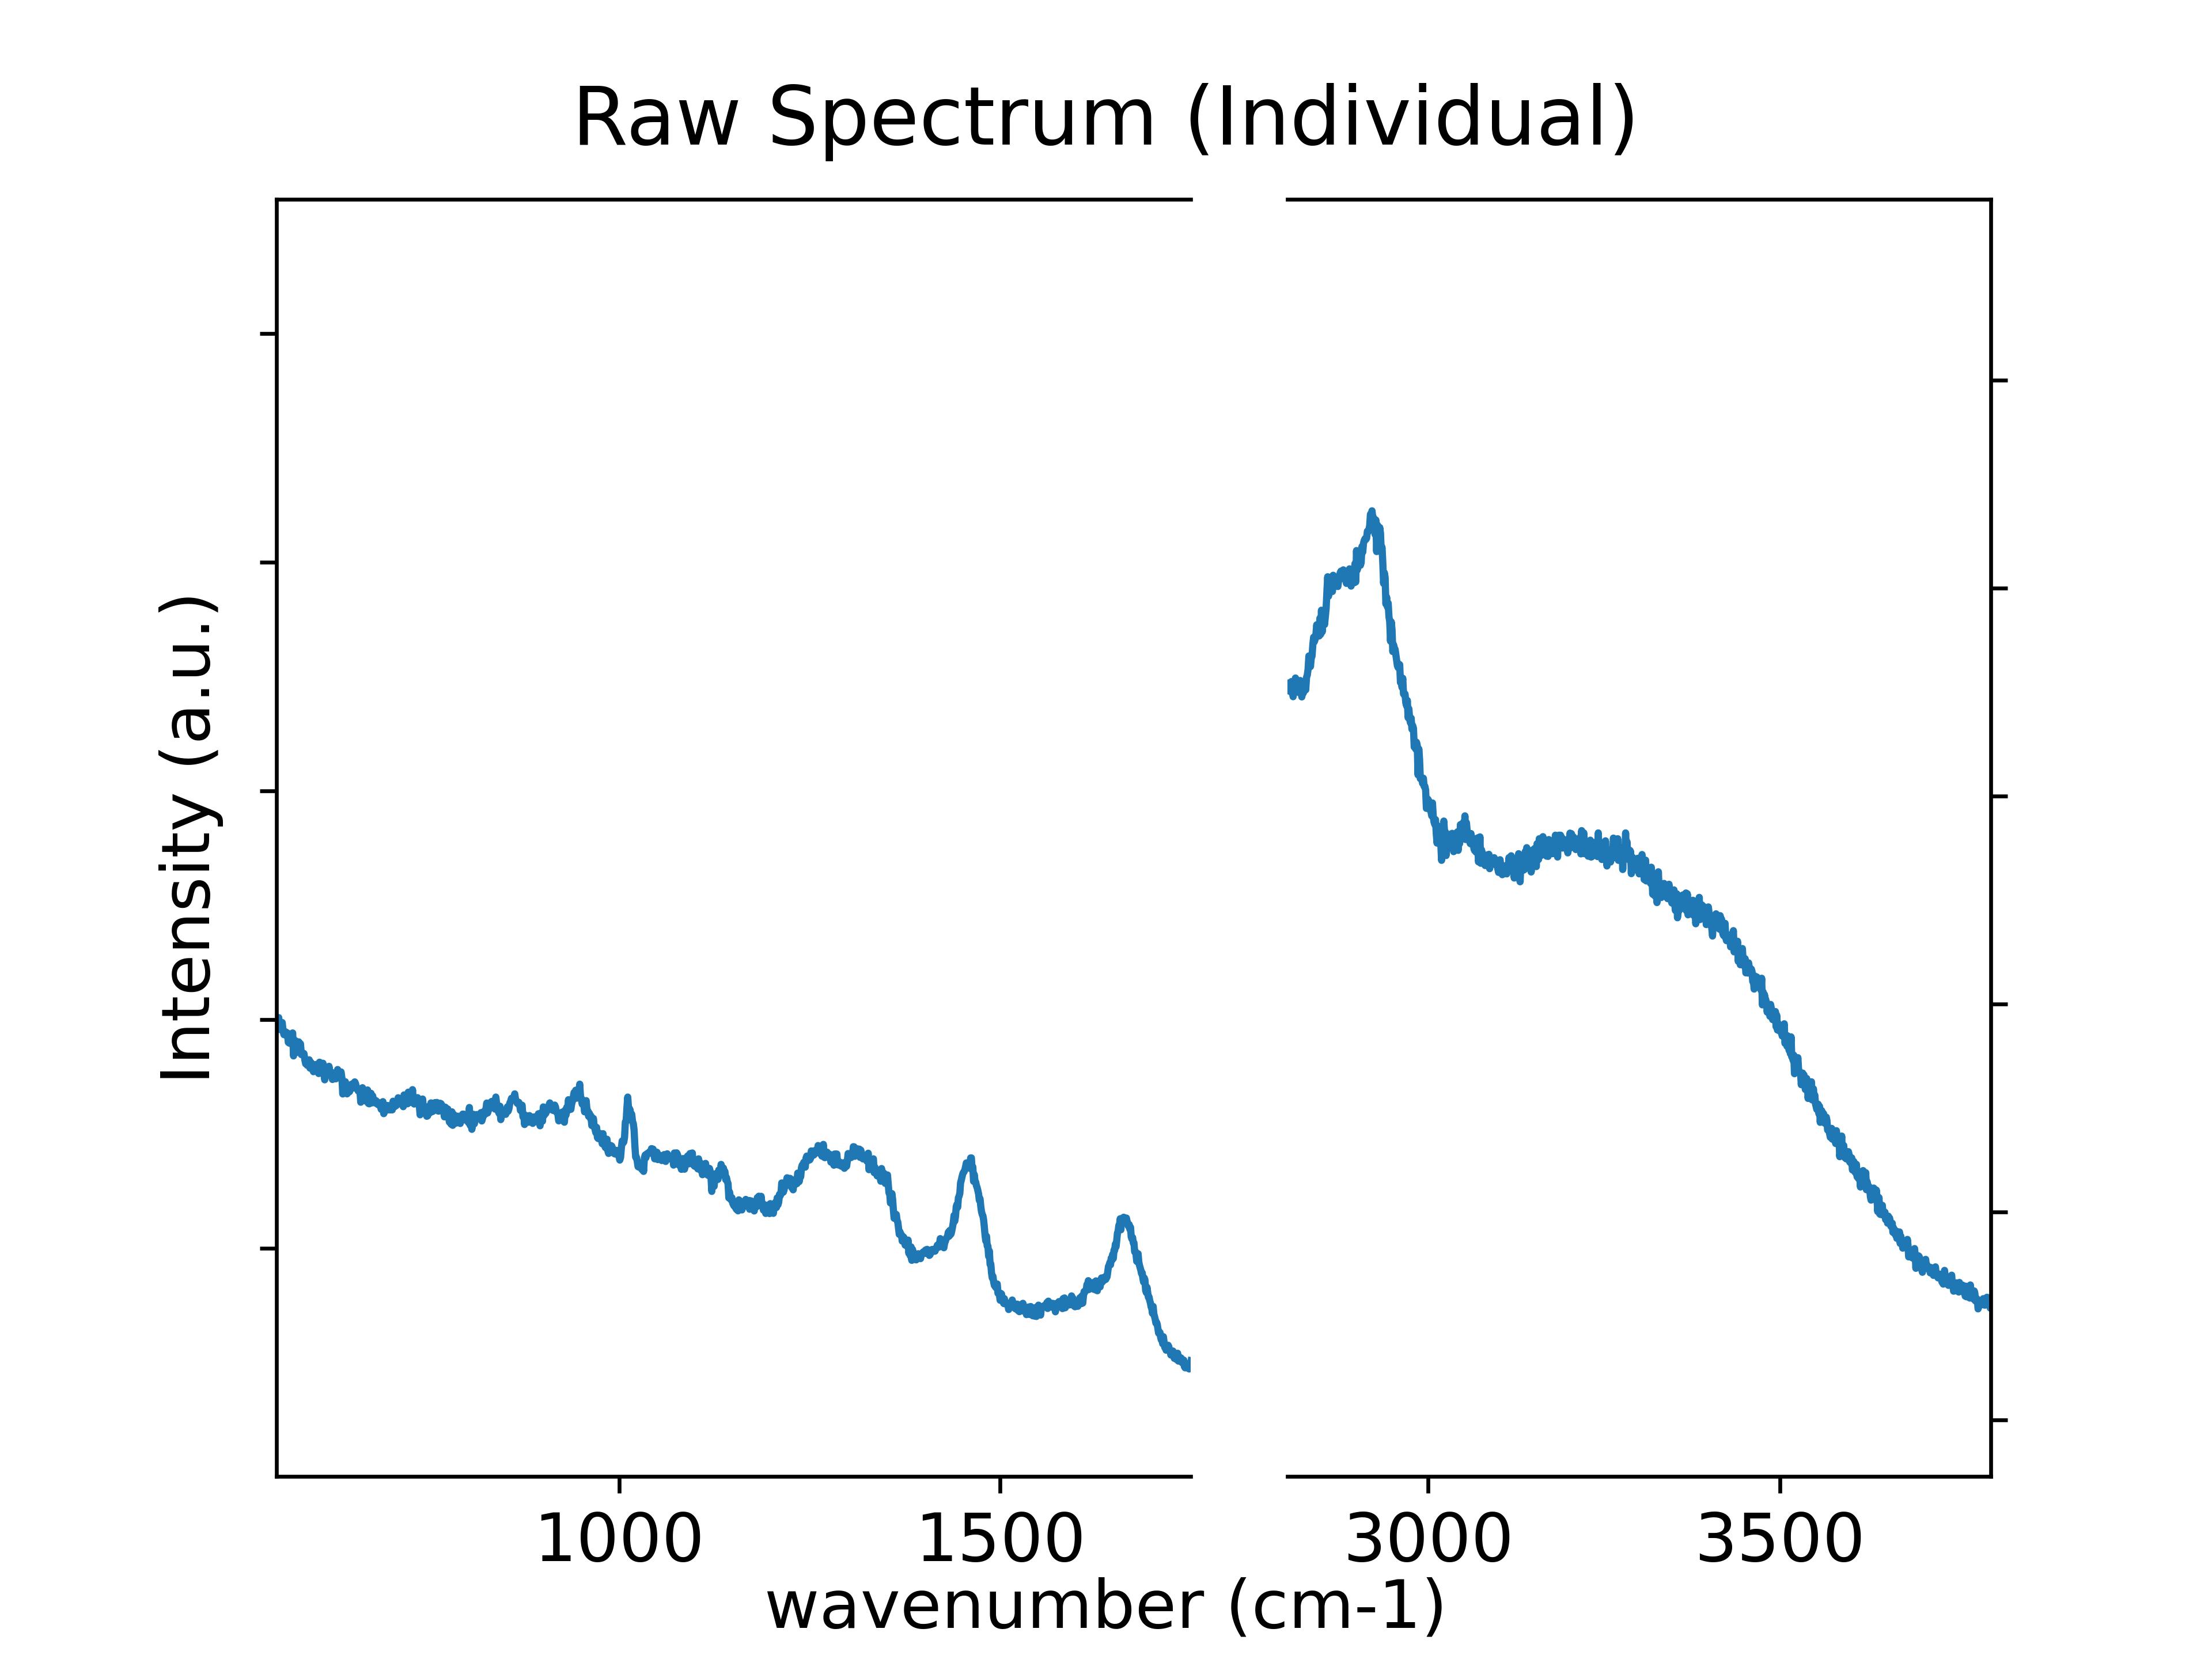 Raw Spectrum (Individual)
Intensity (a.u.)
1000 1500 3000 3500
wavenumber (cm-1)